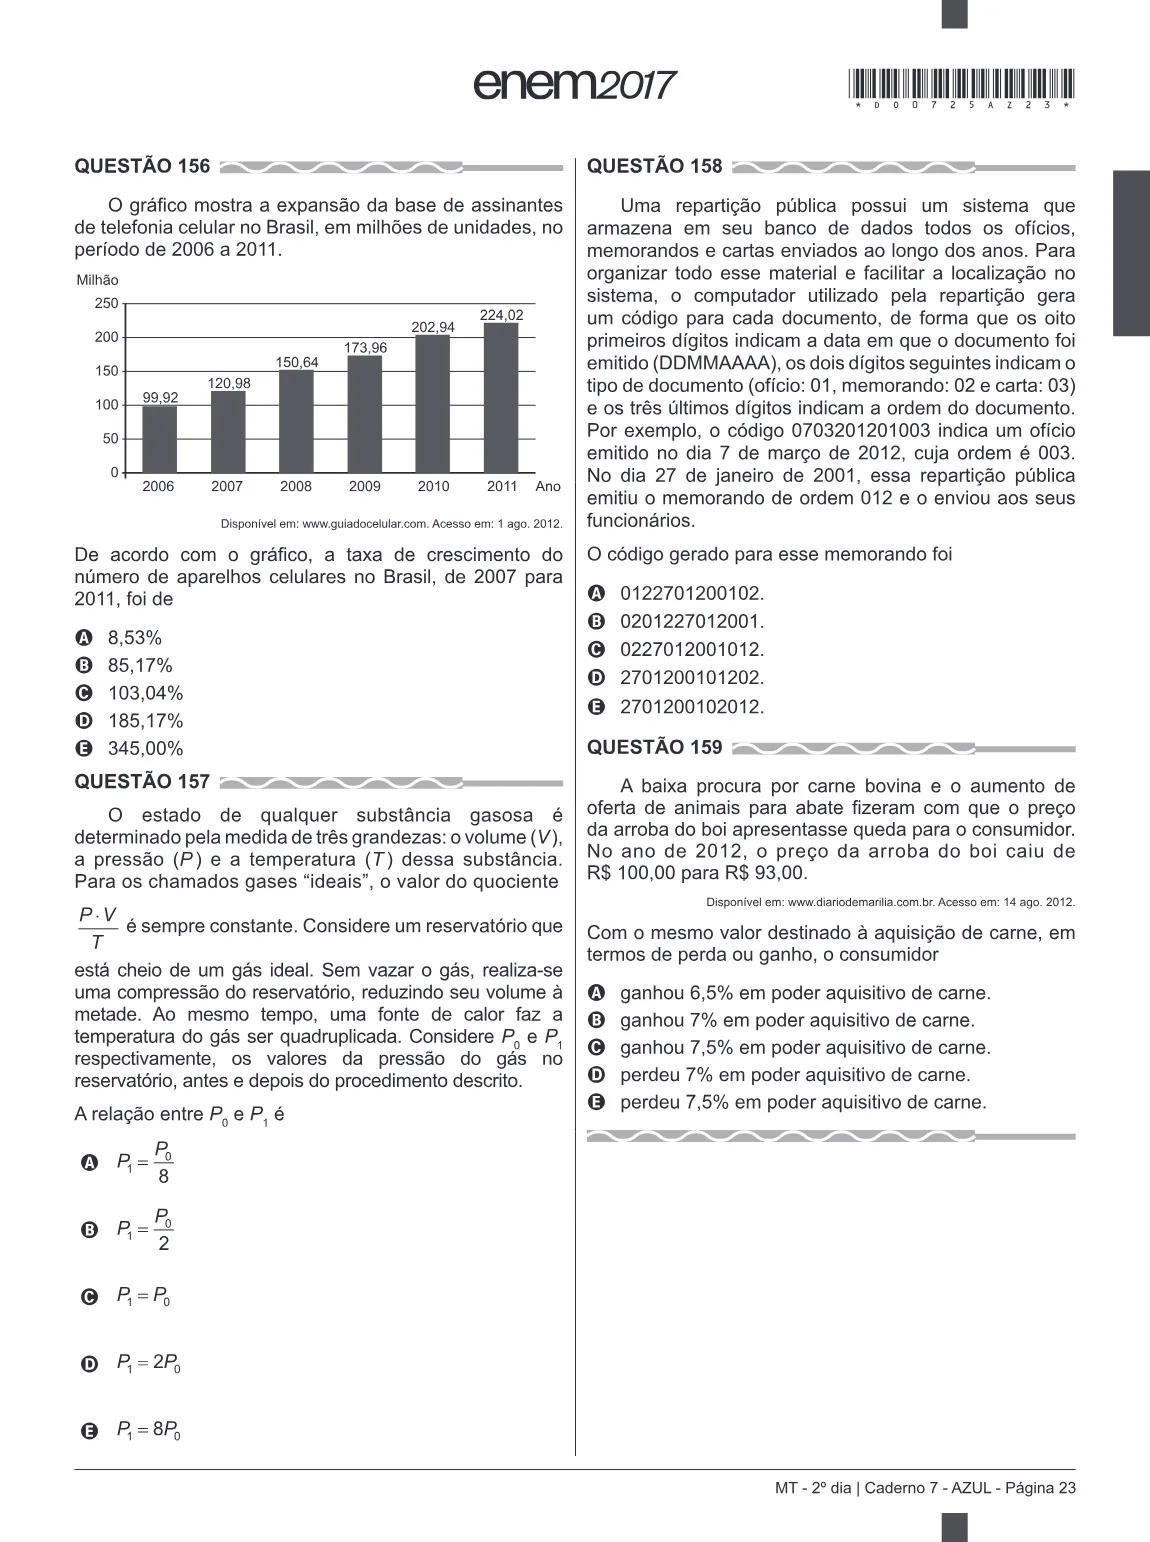 enem2017
*D00725AZ23*
QUESTÃO 156
O gráfico mostra a expansão da base de assinantes
de telefonia celular no Brasil, em milhões de unidades, no
período de 2006 a 2011.
Milhão
250
200
150
100
50
0
99,92
120,98
150,64
173,96
202,94
224,02
2006 2007 2008 2009 2010 2011 Ano
Disponível em: www.guiadocelular.com. Acesso em: 1 ago. 2012.
De acordo com o gráfico, a taxa de crescimento do
número de aparelhos celulares no Brasil, de 2007 para
2011, foi de
A 8,53%
B 85,17%
C 103,04%
D 185,17%
E 345,00%
QUESTÃO 157
O estado de qualquer substância gasosa é
determinado pela medida de três grandezas: o volume (V),
a pressão (P) e a temperatura (T) dessa substância.
Para os chamados gases “ideais”, o valor do quociente
P · V
T
é sempre constante. Considere um reservatório que
está cheio de um gás ideal. Sem vazar o gás, realiza-se
uma compressão do reservatório, reduzindo seu volume à
metade. Ao mesmo tempo, uma fonte de calor faz a
temperatura do gás ser quadruplicada. Considere P₀ e P₁
respectivamente, os valores da pressão do gás no
reservatório, antes e depois do procedimento descrito.
A relação entre P₀ e P₁ é
A P₁ = P₀
8
B P₁ = P₀
2
C P₁ = P₀
D P₁ = 2P₀
E P₁ = 8P₀
QUESTÃO 158
Uma repartição pública possui um sistema que
armazena em seu banco de dados todos os ofícios,
memorandos e cartas enviados ao longo dos anos. Para
organizar todo esse material e facilitar a localização no
sistema, o computador utilizado pela repartição gera
um código para cada documento, de forma que os oito
primeiros dígitos indicam a data em que o documento foi
emitido (DDMMAAAA), os dois dígitos seguintes indicam o
tipo de documento (ofício: 01, memorando: 02 e carta: 03)
e os três últimos dígitos indicam a ordem do documento.
Por exemplo, o código 0703201201003 indica um ofício
emitido no dia 7 de março de 2012, cuja ordem é 003.
No dia 27 de janeiro de 2001, essa repartição pública
emitiu o memorando de ordem 012 e o enviou aos seus
funcionários.
O código gerado para esse memorando foi
A 0122701200102.
B 0201227012001.
C 0227012001012.
D 2701200101202.
E 2701200102012.
QUESTÃO 159
A baixa procura por carne bovina e o aumento de
oferta de animais para abate fizeram com que o preço
da arroba do boi apresentasse queda para o consumidor.
No ano de 2012, o preço da arroba do boi caiu de
R$ 100,00 para R$ 93,00.
Disponível em: www.diariodemarilia.com.br. Acesso em: 14 ago. 2012.
Com o mesmo valor destinado à aquisição de carne, em
termos de perda ou ganho, o consumidor
A ganhou 6,5% em poder aquisitivo de carne.
B ganhou 7% em poder aquisitivo de carne.
C ganhou 7,5% em poder aquisitivo de carne.
D perdeu 7% em poder aquisitivo de carne.
E perdeu 7,5% em poder aquisitivo de carne.
MT - 2º dia | Caderno 7 - AZUL - Página 23